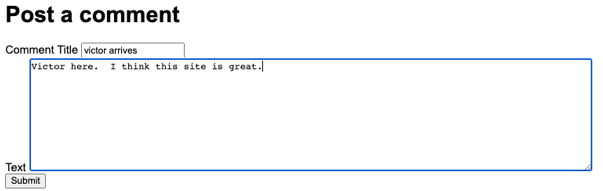 Post a comment
Comment Title victor arrives
Victor here.  I think this site is great.
Text
Submit